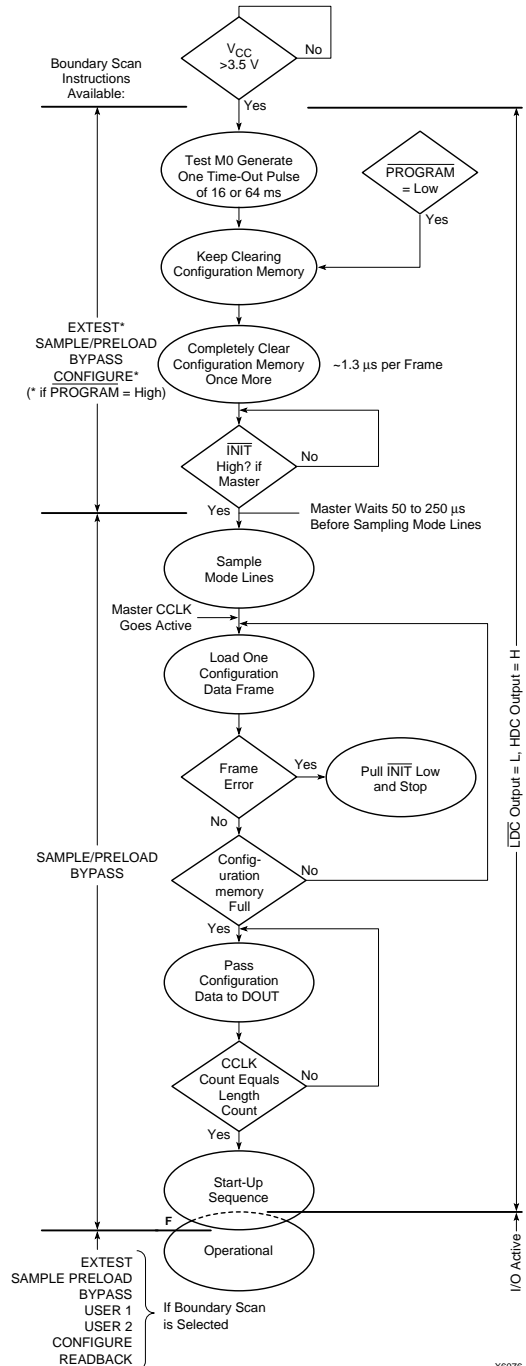 V_CC
>3.5 V
No
Yes
Boundary Scan
Instructions
Available:
Test M0 Generate
One Time-Out Pulse
of 16 or 64 ms
PROGRAM
= Low
Yes
Keep Clearing
Configuration Memory
EXTEST*
SAMPLE/PRELOAD
BYPASS
CONFIGURE*
(* if PROGRAM = High)
Completely Clear
Configuration Memory
Once More
~1.3 µs per Frame
INIT
High? if
Master
No
Yes
Master Waits 50 to 250 µs
Before Sampling Mode Lines
Sample
Mode Lines
Master CCLK
Goes Active
Load One
Configuration
Data Frame
Frame
Error
Yes
No
Pull INIT Low
and Stop
SAMPLE/PRELOAD
BYPASS
Config-
uration
memory
Full
No
Yes
Pass
Configuration
Data to DOUT
CCLK
Count Equals
Length
Count
No
Yes
Start-Up
Sequence
F
Operational
LDC Output = L, HDC Output = H
I/O Active
EXTEST
SAMPLE PRELOAD
BYPASS
USER 1
USER 2
CONFIGURE
READBACK
If Boundary Scan
is Selected